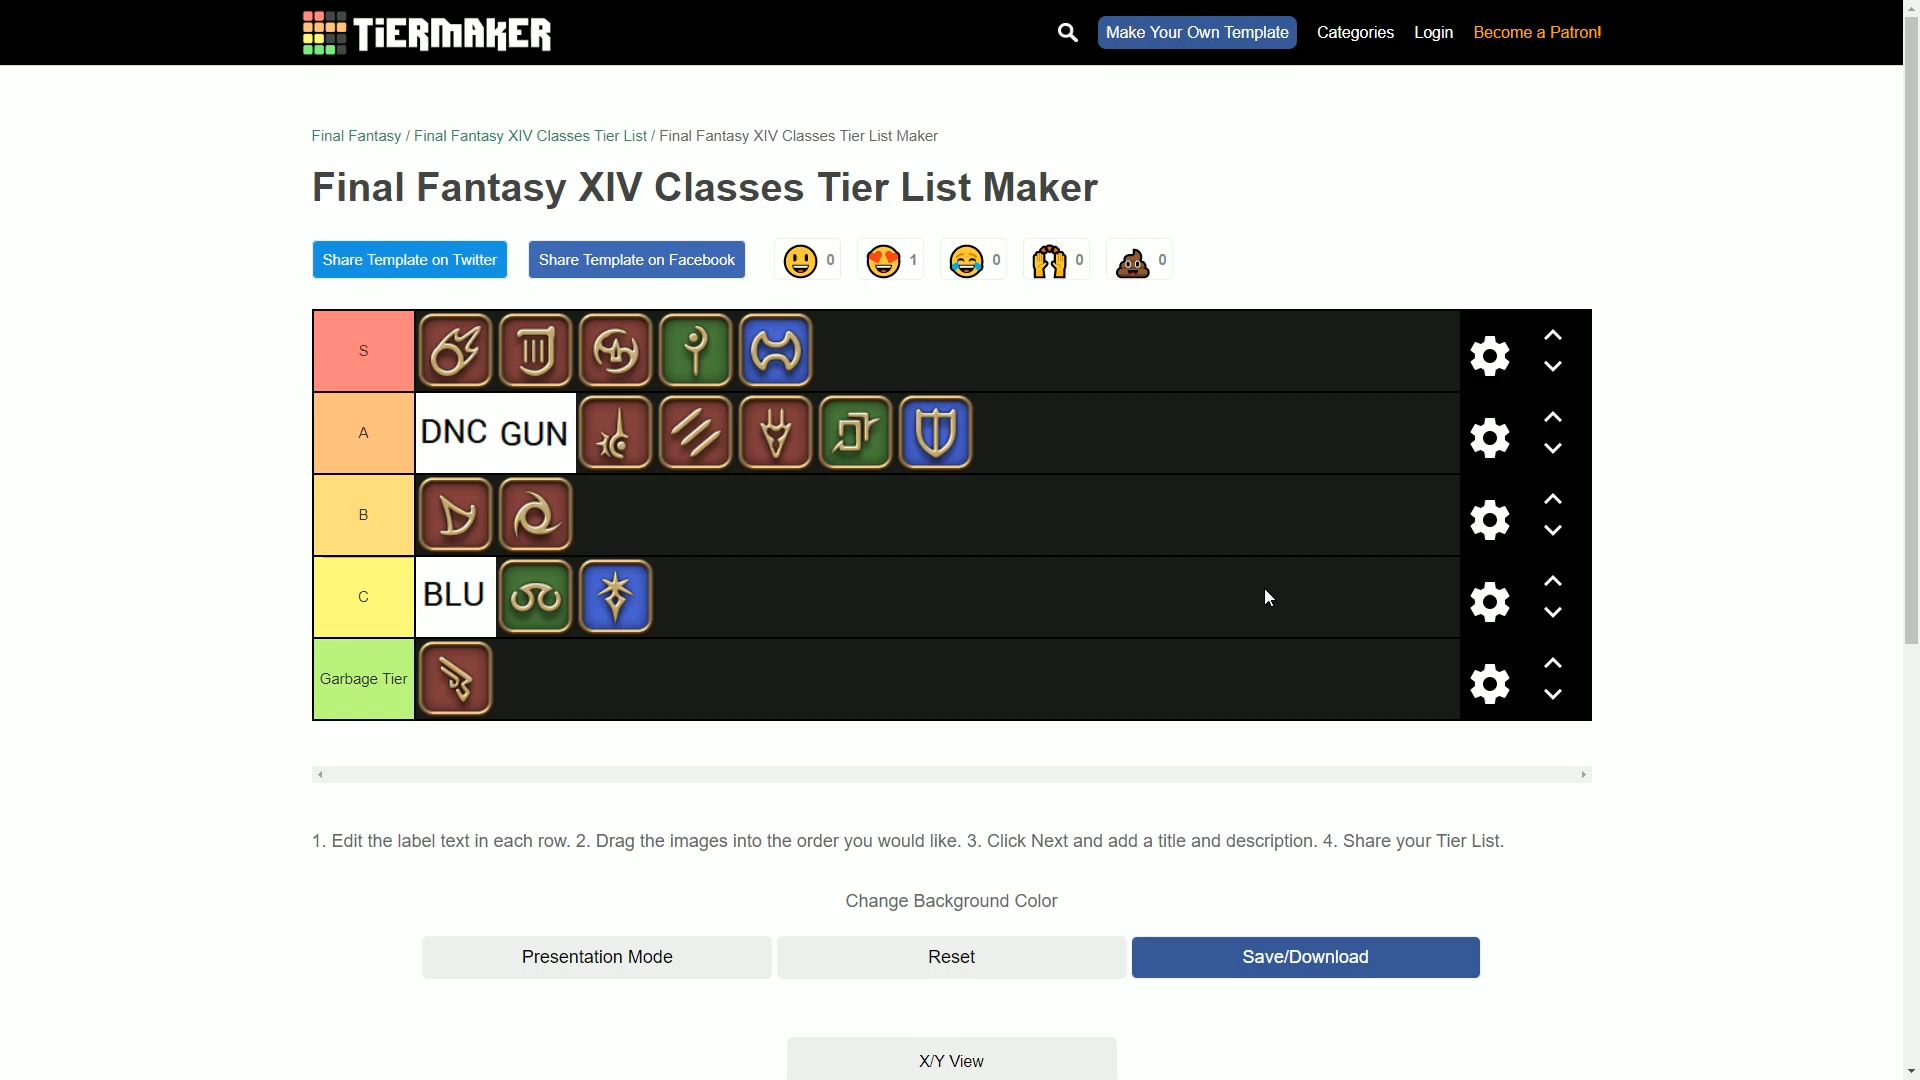 TiERMAKER
Make Your Own Template
Categories
Login
Become a Patron!
Final Fantasy / Final Fantasy XIV Classes Tier List / Final Fantasy XIV Classes Tier List Maker
Final Fantasy XIV Classes Tier List Maker
Share Template on Twitter
Share Template on Facebook
0
1
0
0
0
S
A
DNC
GUN
B
C
BLU
Garbage Tier
1. Edit the label text in each row. 2. Drag the images into the order you would like. 3. Click Next and add a title and description. 4. Share your Tier List.
Change Background Color
Presentation Mode
Reset
Save/Download
X/Y View